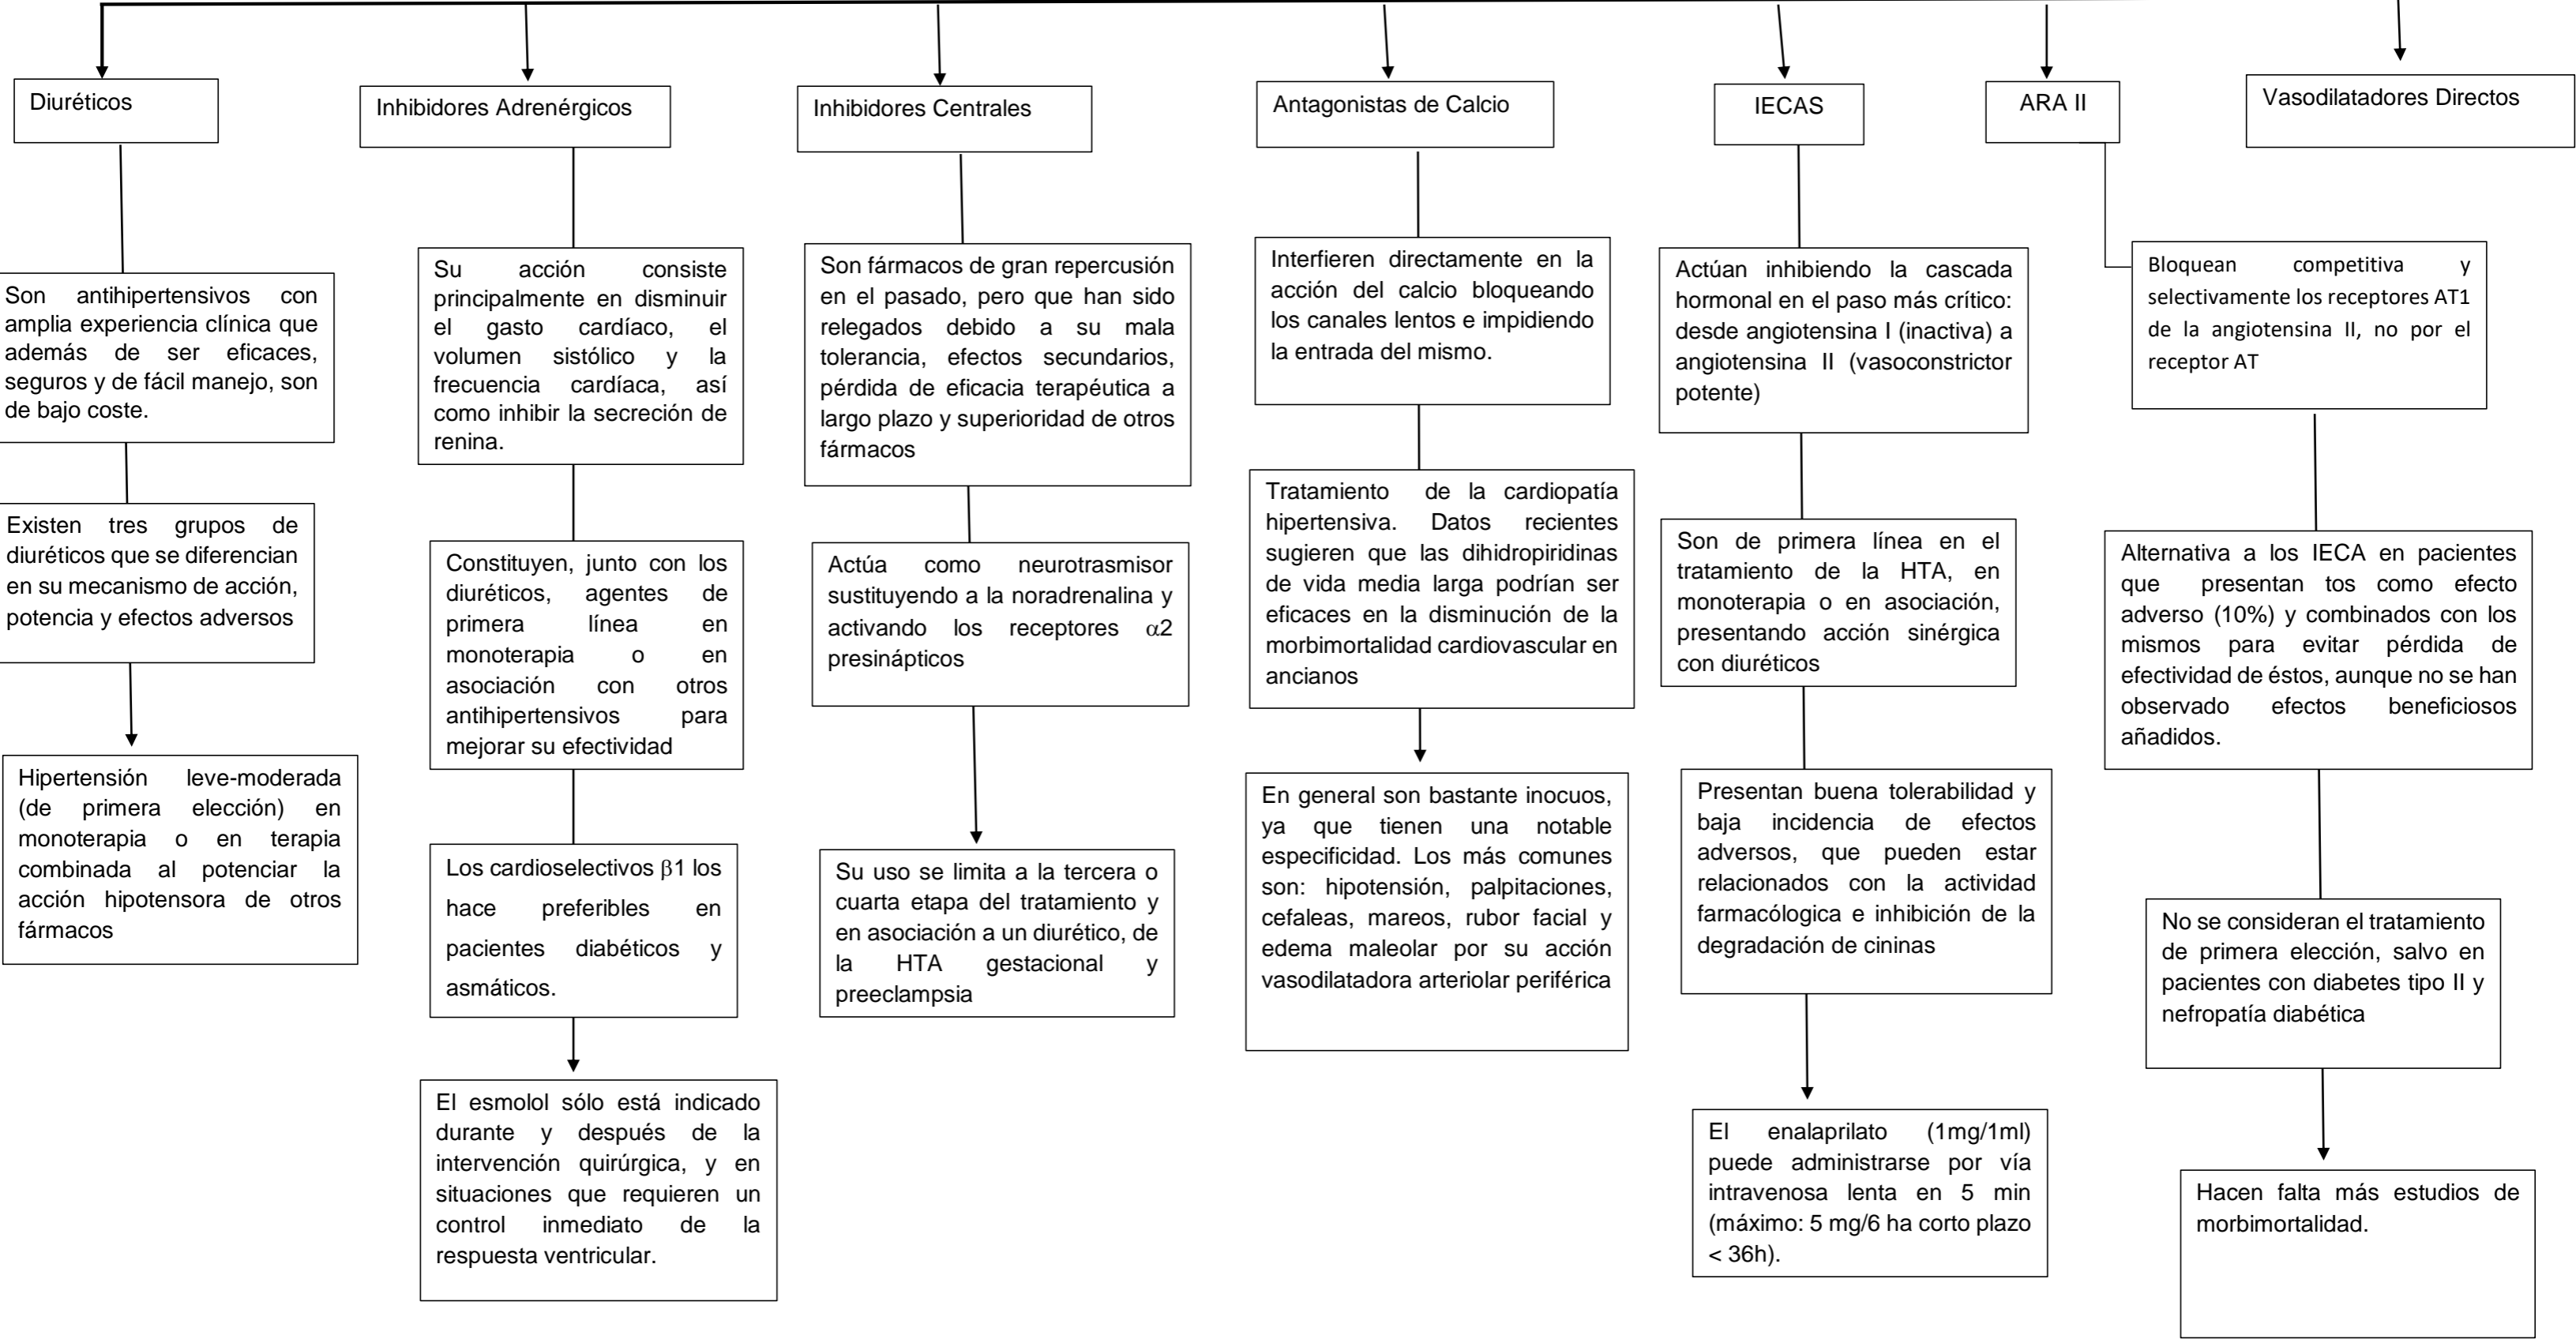 Diuréticos
Inhibidores Adrenérgicos
Inhibidores Centrales
Antagonistas de Calcio
IECAS
ARA II
Vasodilatadores Directos
Son antihipertensivos con
amplia experiencia clínica que
además de ser eficaces,
seguros y de fácil manejo, son
de bajo coste.
Existen tres grupos de
diuréticos que se diferencian
en su mecanismo de acción,
potencia y efectos adversos
Hipertensión leve-moderada
(de primera elección) en
monoterapia o en terapia
combinada al potenciar la
acción hipotensora de otros
fármacos
Su acción consiste
principalmente en disminuir
el gasto cardíaco, el
volumen sistólico y la
frecuencia cardíaca, así
como inhibir la secreción de
renina.
Constituyen, junto con los
diuréticos, agentes de
primera línea en
monoterapia o en
asociación con otros
antihipertensivos para
mejorar su efectividad
Los cardioselectivos β1 los
hace preferibles en
pacientes diabéticos y
asmáticos.
El esmolol sólo está indicado
durante y después de la
intervención quirúrgica, y en
situaciones que requieren un
control inmediato de la
respuesta ventricular.
Son fármacos de gran repercusión
en el pasado, pero que han sido
relegados debido a su mala
tolerancia, efectos secundarios,
pérdida de eficacia terapéutica a
largo plazo y superioridad de otros
fármacos
Actúa como neurotrasmisor
sustituyendo a la noradrenalina y
activando los receptores α2
presinápticos
Su uso se limita a la tercera o
cuarta etapa del tratamiento y
en asociación a un diurético, de
la HTA gestacional y
preeclampsia
Interfieren directamente en la
acción del calcio bloqueando
los canales lentos e impidiendo
la entrada del mismo.
Tratamiento de la cardiopatía
hipertensiva. Datos recientes
sugieren que las dihidropiridinas
de vida media larga podrían ser
eficaces en la disminución de la
morbimortalidad cardiovascular en
ancianos
En general son bastante inocuos,
ya que tienen una notable
especificidad. Los más comunes
son: hipotensión, palpitaciones,
cefaleas, mareos, rubor facial y
edema maleolar por su acción
vasodilatadora arteriolar periférica
Actúan inhibiendo la cascada
hormonal en el paso más crítico:
desde angiotensina I (inactiva) a
angiotensina II (vasoconstrictor
potente)
Son de primera línea en el
tratamiento de la HTA, en
monoterapia o en asociación,
presentando acción sinérgica
con diuréticos
Presentan buena tolerabilidad y
baja incidencia de efectos
adversos, que pueden estar
relacionados con la actividad
farmacólogica e inhibición de la
degradación de cininas
El enalaprilato (1mg/1ml)
puede administrarse por vía
intravenosa lenta en 5 min
(máximo: 5 mg/6 ha corto plazo
< 36h).
Bloquean competitiva y
selectivamente los receptores AT1
de la angiotensina II, no por el
receptor AT
Alternativa a los IECA en pacientes
que presentan tos como efecto
adverso (10%) y combinados con los
mismos para evitar pérdida de
efectividad de éstos, aunque no se han
observado efectos beneficiosos
añadidos.
No se consideran el tratamiento
de primera elección, salvo en
pacientes con diabetes tipo II y
nefropatía diabética
Hacen falta más estudios de
morbimortalidad.